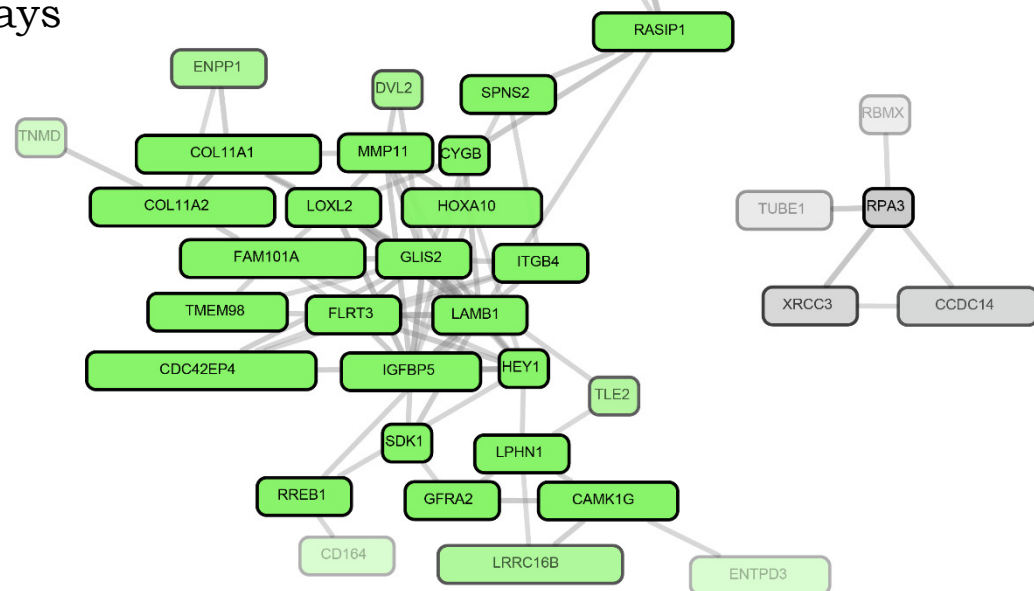 ays
RASIP1
ENPP1
DVL2
SPNS2
RBMX
TNMD
COL11A1
MMP11
CYGB
COL11A2
LOXL2
HOXA10
TUBE1
RPA3
FAM101A
GLIS2
ITGB4
TMEM98
FLRT3
LAMB1
XRCC3
CCDC14
CDC42EP4
IGFBP5
HEY1
TLE2
SDK1
LPHN1
RREB1
GFRA2
CAMK1G
CD164
LRRC16B
ENTPD3